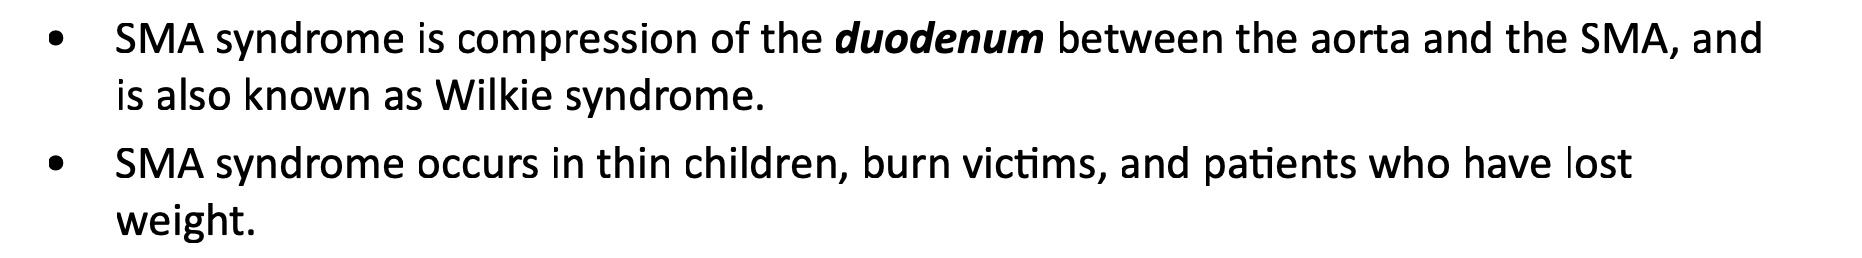 • SMA syndrome is compression of the duodenum between the aorta and the SMA, and
is also known as Wilkie syndrome.
• SMA syndrome occurs in thin children, burn victims, and patients who have lost
weight.